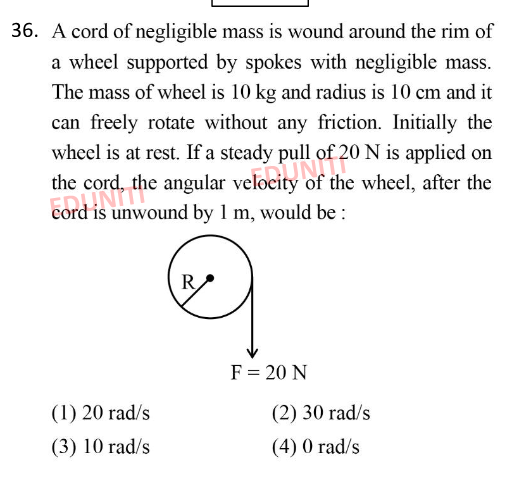 36. A cord of negligible mass is wound around the rim of
a wheel supported by spokes with negligible mass.
The mass of wheel is 10 kg and radius is 10 cm and it
can freely rotate without any friction. Initially the
wheel is at rest. If a steady pull of 20 N is applied on
the cord, the angular velocity of the wheel, after the
cord is unwound by 1 m, would be :
EDUNITI
EDUNITI
R
F = 20 N
(1) 20 rad/s (2) 30 rad/s
(3) 10 rad/s (4) 0 rad/s